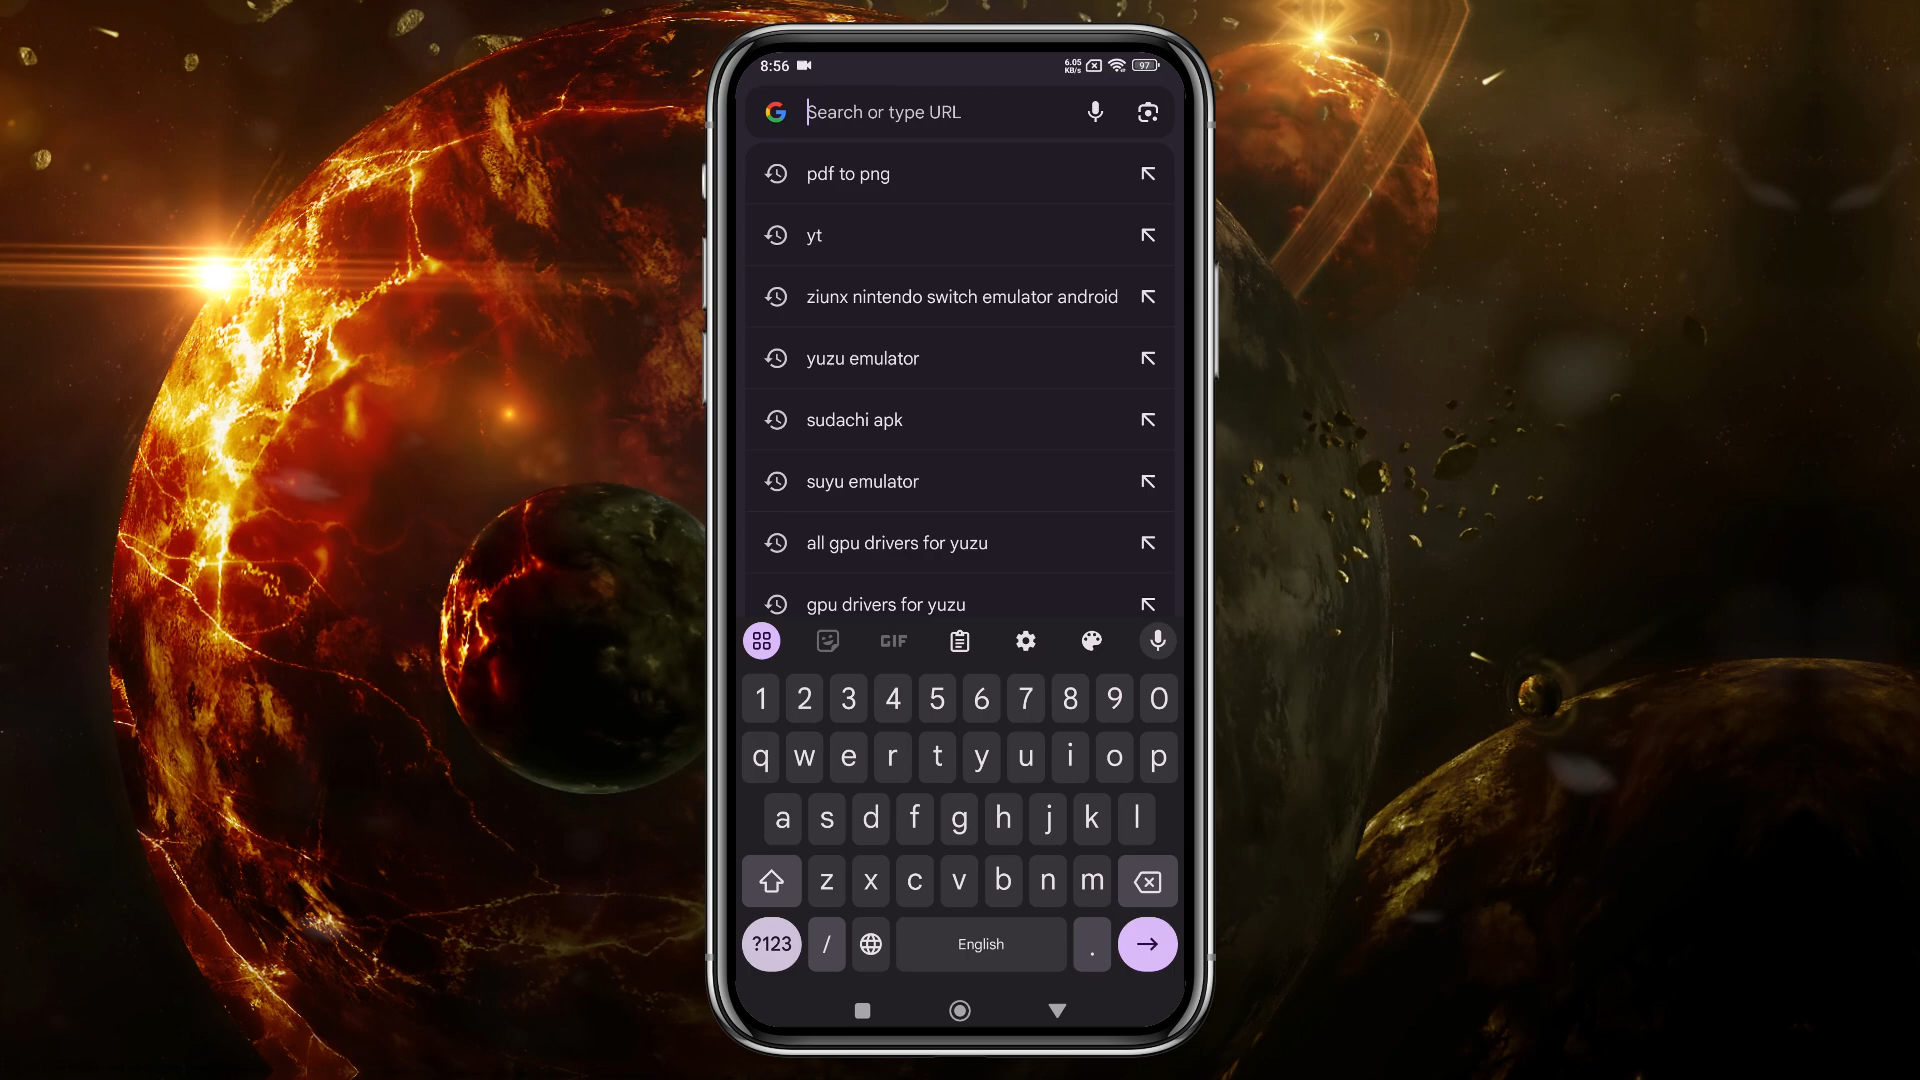 8:56 6.05 KB/s 97
Search or type URL
pdf to png
yt
ziunx nintendo switch emulator android
yuzu emulator
sudachi apk
suyu emulator
all gpu drivers for yuzu
gpu drivers for yuzu
GIF
1 2 3 4 5 6 7 8 9 0
q w e r t y u i o p
a s d f g h j k l
z x c v b n m
?123 / English .